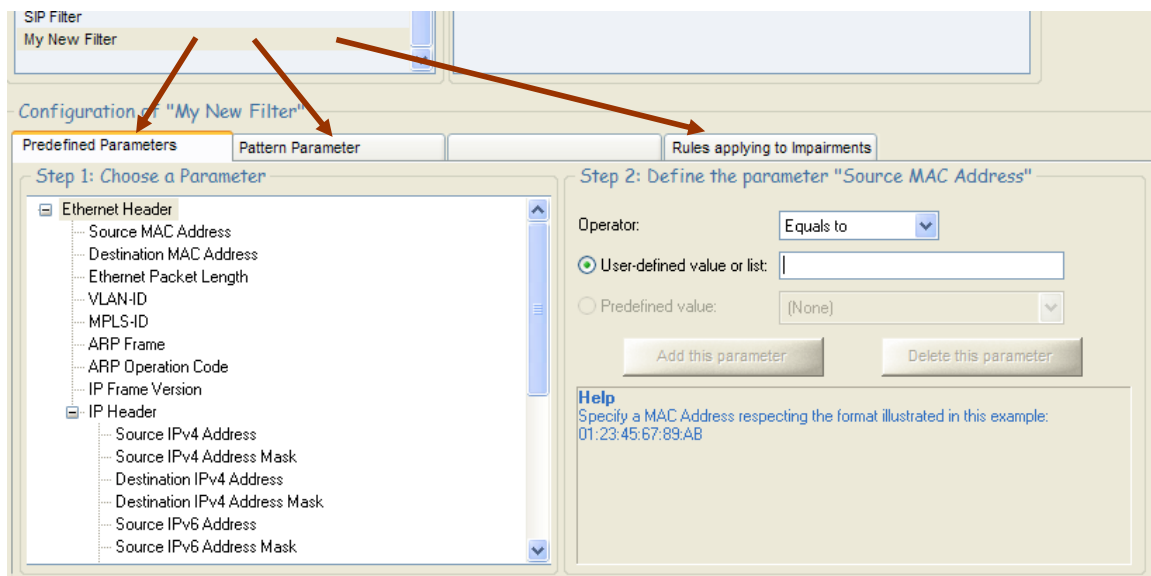 SIP Filter
My New Filter
Configuration of "My New Filter"
Predefined Parameters
Pattern Parameter
Rules applying to Impairments
Step 1: Choose a Parameter
Ethernet Header
Source MAC Address
Destination MAC Address
Ethernet Packet Length
VLAN-ID
MPLS-ID
ARP Frame
ARP Operation Code
IP Frame Version
IP Header
Source IPv4 Address
Source IPv4 Address Mask
Destination IPv4 Address
Destination IPv4 Address Mask
Source IPv6 Address
Source IPv6 Address Mask
Step 2: Define the parameter "Source MAC Address"
Operator: Equals to
User-defined value or list:
Predefined value: (None)
Add this parameter
Delete this parameter
Help
Specify a MAC Address respecting the format illustrated in this example:
01:23:45:67:89:AB